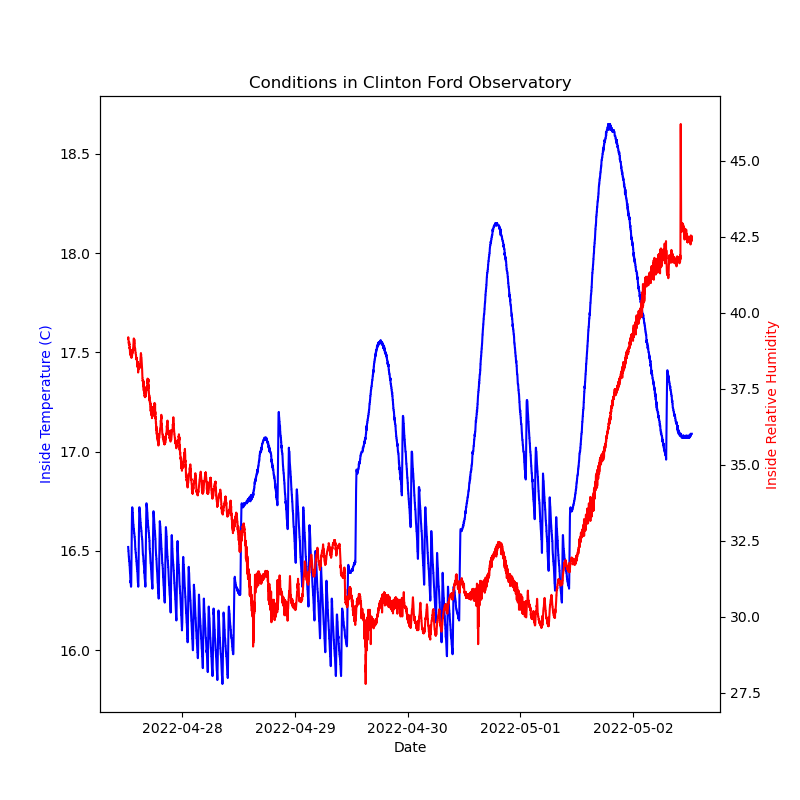 Conditions in Clinton Ford Observatory
18.5
18.0
17.5
17.0
16.5
16.0
Inside Temperature (C)
45.0
42.5
40.0
37.5
35.0
32.5
30.0
27.5
Inside Relative Humidity
2022-04-28 2022-04-29 2022-04-30 2022-05-01 2022-05-02
Date